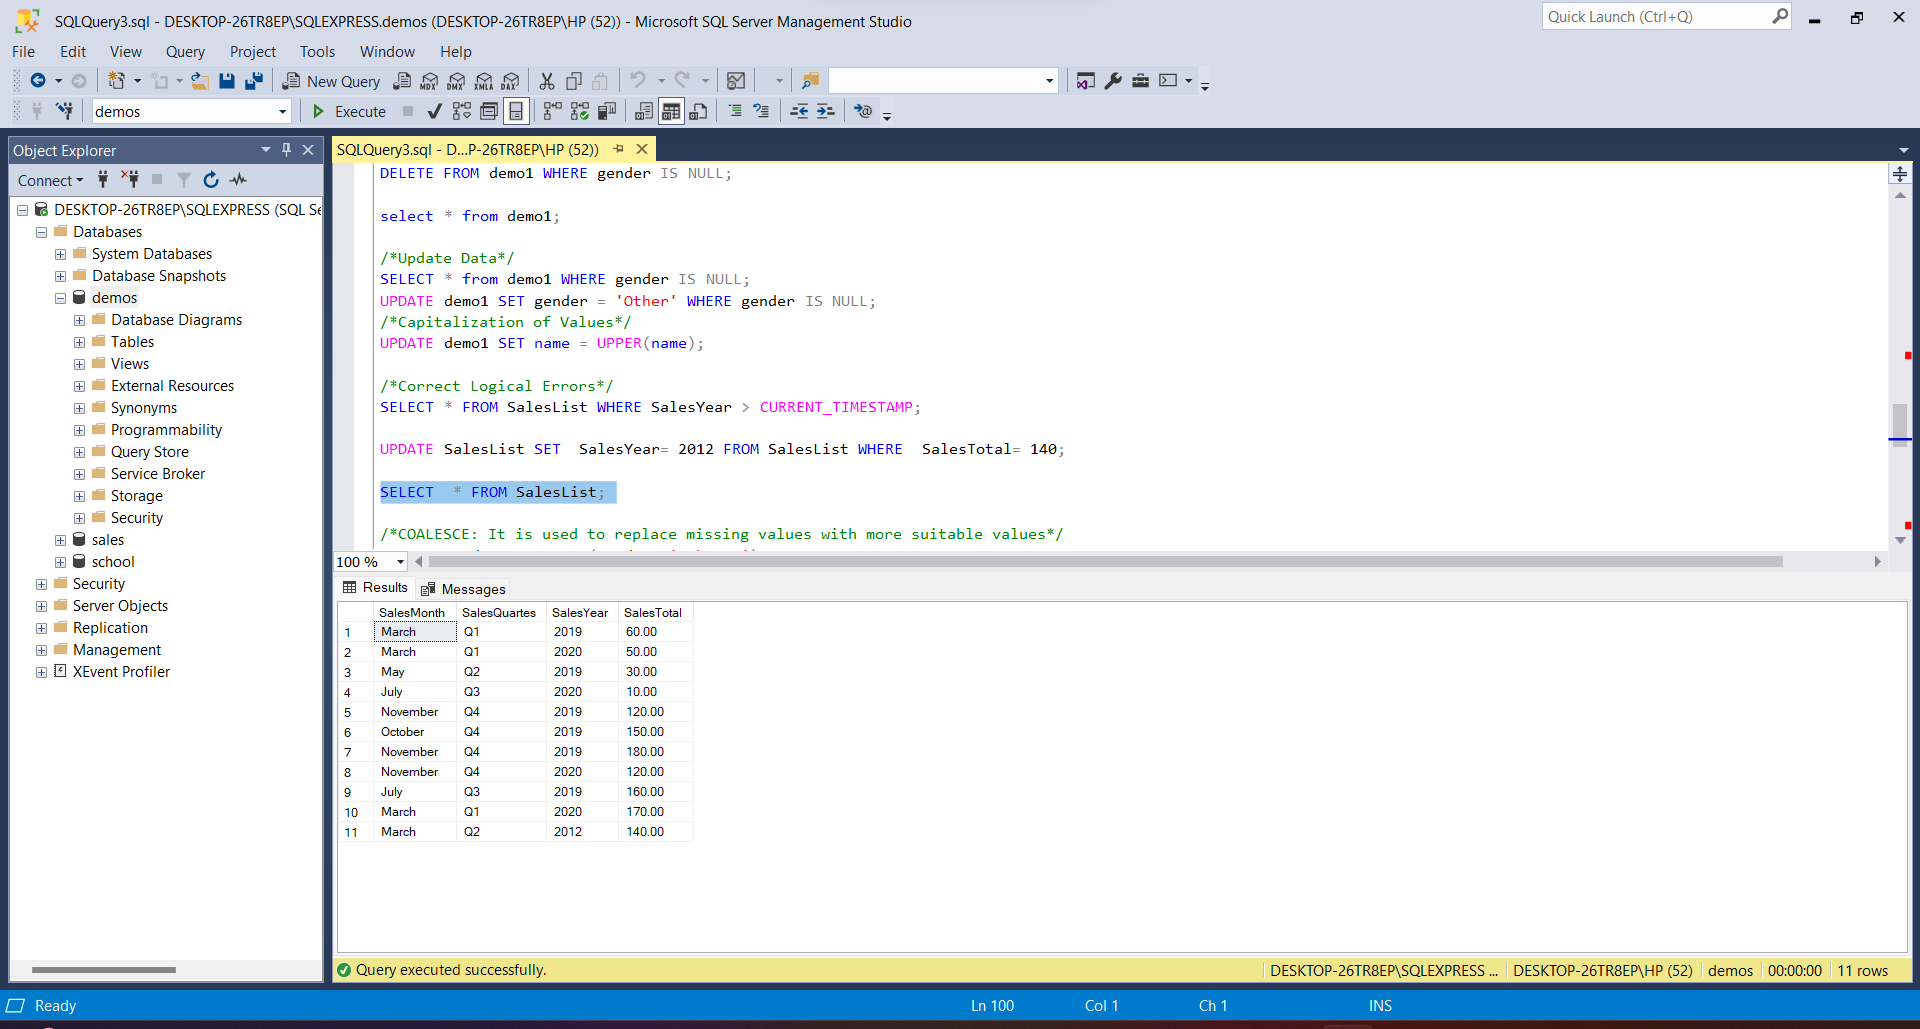 SQLQuery3.sql - DESKTOP-26TR8EP\SQLEXPRESS.demos (DESKTOP-26TR8EP\HP (52)) - Microsoft SQL Server Management Studio
Quick Launch (Ctrl+Q)
File Edit View Query Project Tools Window Help
New Query MDX DMX XMLA DAX
demos Execute
Object Explorer
Connect
DESKTOP-26TR8EP\SQLEXPRESS (SQL Se
Databases
System Databases
Database Snapshots
demos
Database Diagrams
Tables
Views
External Resources
Synonyms
Programmability
Query Store
Service Broker
Storage
Security
sales
school
Security
Server Objects
Replication
Management
XEvent Profiler
SQLQuery3.sql - D...P-26TR8EP\HP (52))
DELETE FROM demo1 WHERE gender IS NULL;
select * from demo1;
/*Update Data*/
SELECT * from demo1 WHERE gender IS NULL;
UPDATE demo1 SET gender = 'Other' WHERE gender IS NULL;
/*Capitalization of Values*/
UPDATE demo1 SET name = UPPER(name);
/*Correct Logical Errors*/
SELECT * FROM SalesList WHERE SalesYear > CURRENT_TIMESTAMP;
UPDATE SalesList SET  SalesYear= 2012 FROM SalesList WHERE  SalesTotal= 140;
SELECT  * FROM SalesList;
/*COALESCE: It is used to replace missing values with more suitable values*/
100 %
Results Messages
SalesMonth SalesQuartes SalesYear SalesTotal
1 March Q1 2019 60.00
2 March Q1 2020 50.00
3 May Q2 2019 30.00
4 July Q3 2020 10.00
5 November Q4 2019 120.00
6 October Q4 2019 150.00
7 November Q4 2019 180.00
8 November Q4 2020 120.00
9 July Q3 2019 160.00
10 March Q1 2020 170.00
11 March Q2 2012 140.00
Query executed successfully. DESKTOP-26TR8EP\SQLEXPRESS ... DESKTOP-26TR8EP\HP (52) demos 00:00:00 11 rows
Ready Ln 100 Col 1 Ch 1 INS